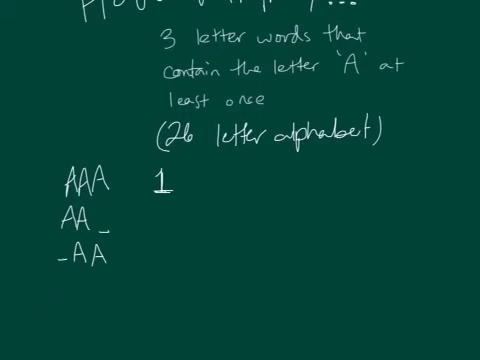 3 letter words that
contain the letter 'A' at
least once
(26 letter alphabet)
AAA 1
AA_
_AA